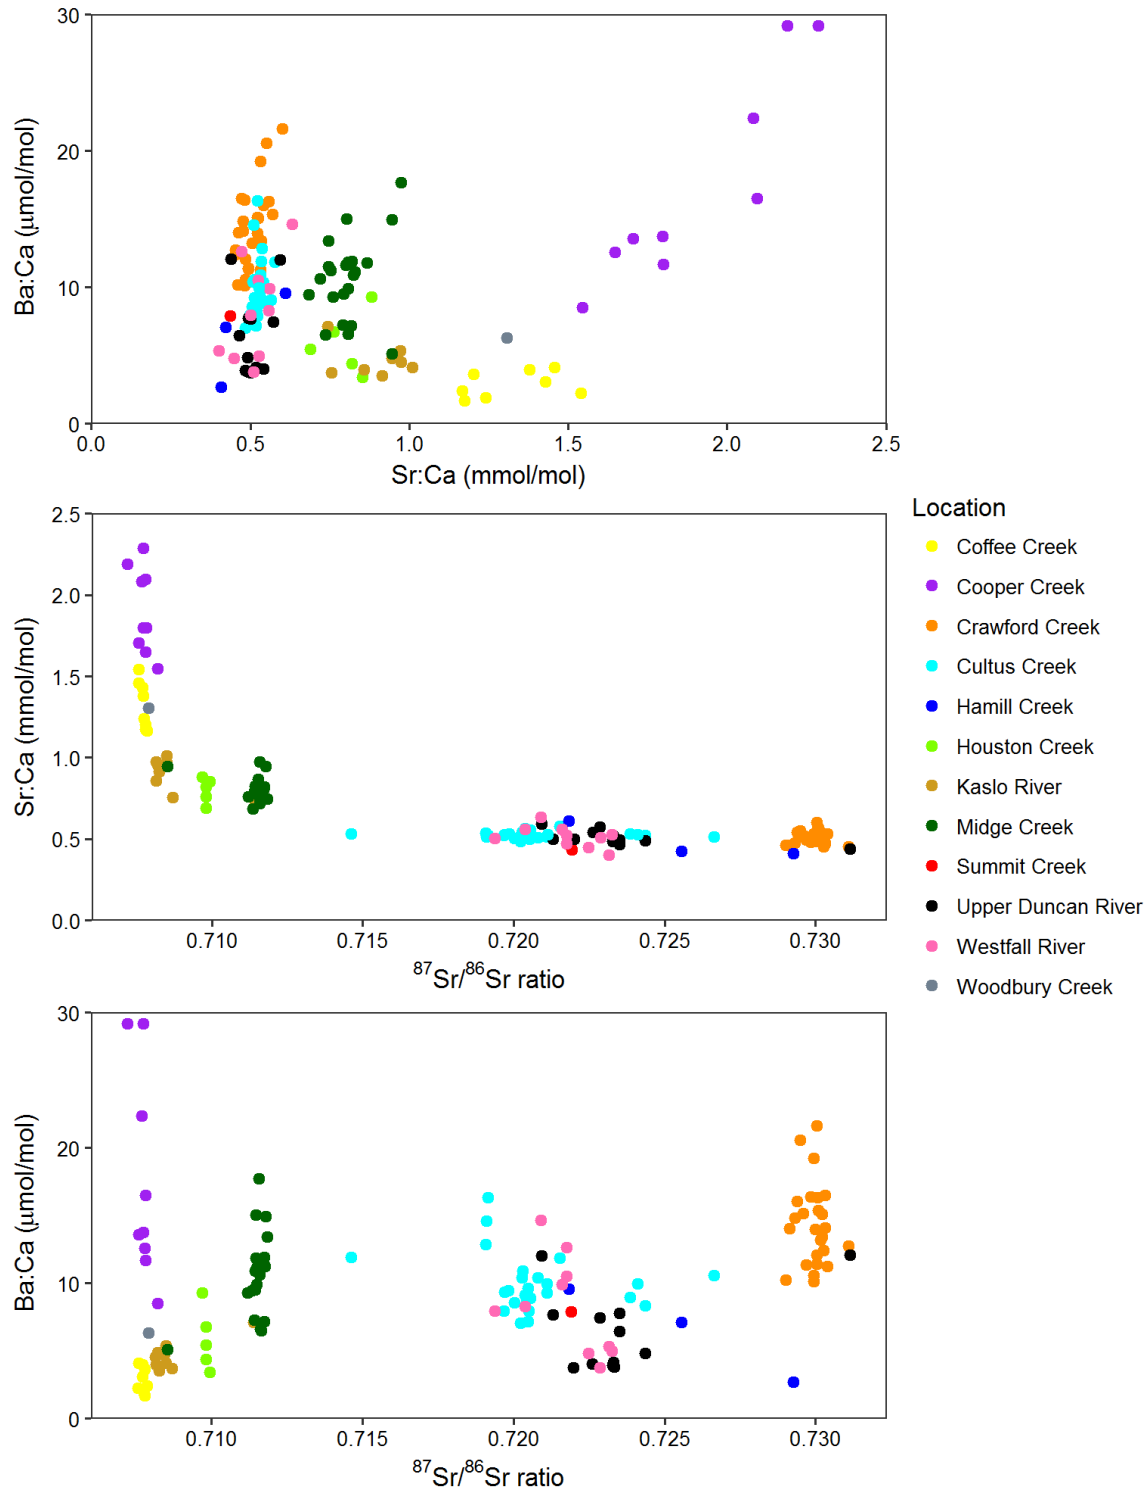 30
20
10
0
Ba:Ca (μmol/mol)
0.0 0.5 1.0 1.5 2.0 2.5
Sr:Ca (mmol/mol)
2.5
2.0
1.5
1.0
0.5
0.0
Sr:Ca (mmol/mol)
0.710 0.715 0.720 0.725 0.730
⁸⁷Sr/⁸⁶Sr ratio
Location
Coffee Creek
Cooper Creek
Crawford Creek
Cultus Creek
Hamill Creek
Houston Creek
Kaslo River
Midge Creek
Summit Creek
Upper Duncan River
Westfall River
Woodbury Creek
30
20
10
0
Ba:Ca (μmol/mol)
0.710 0.715 0.720 0.725 0.730
⁸⁷Sr/⁸⁶Sr ratio